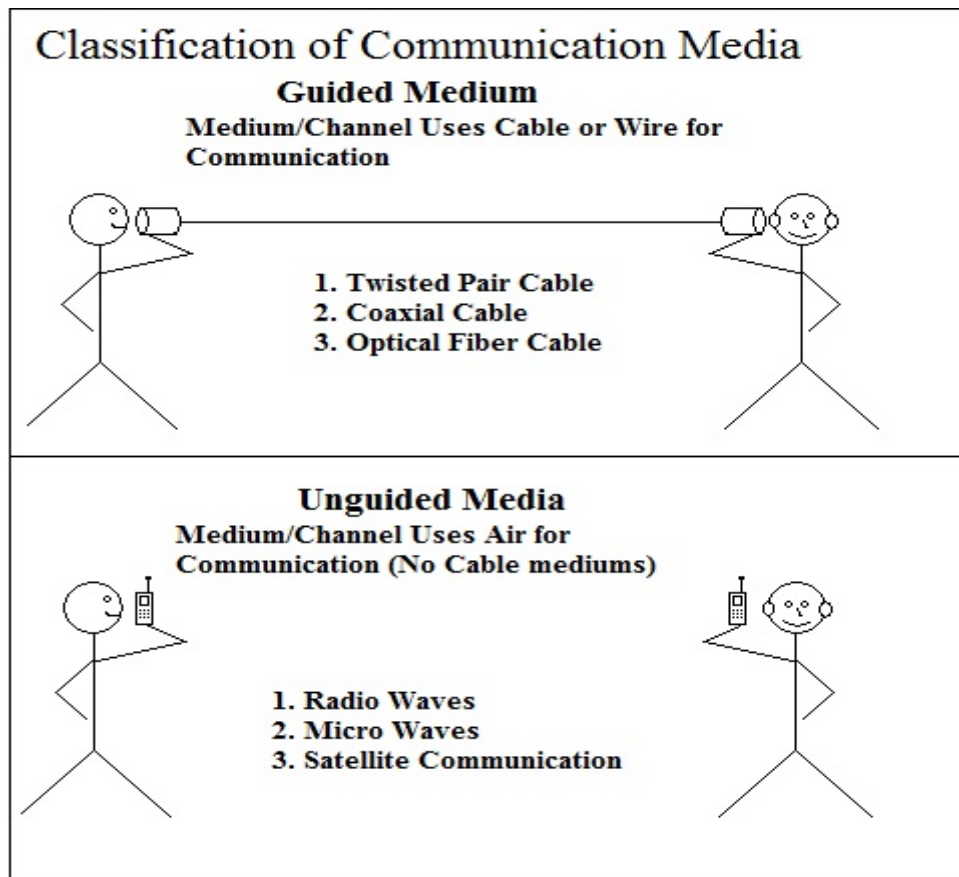 Classification of Communication Media
Guided Medium
Medium/Channel Uses Cable or Wire for
Communication
1. Twisted Pair Cable
2. Coaxial Cable
3. Optical Fiber Cable
Unguided Media
Medium/Channel Uses Air for
Communication (No Cable mediums)
1. Radio Waves
2. Micro Waves
3. Satellite Communication